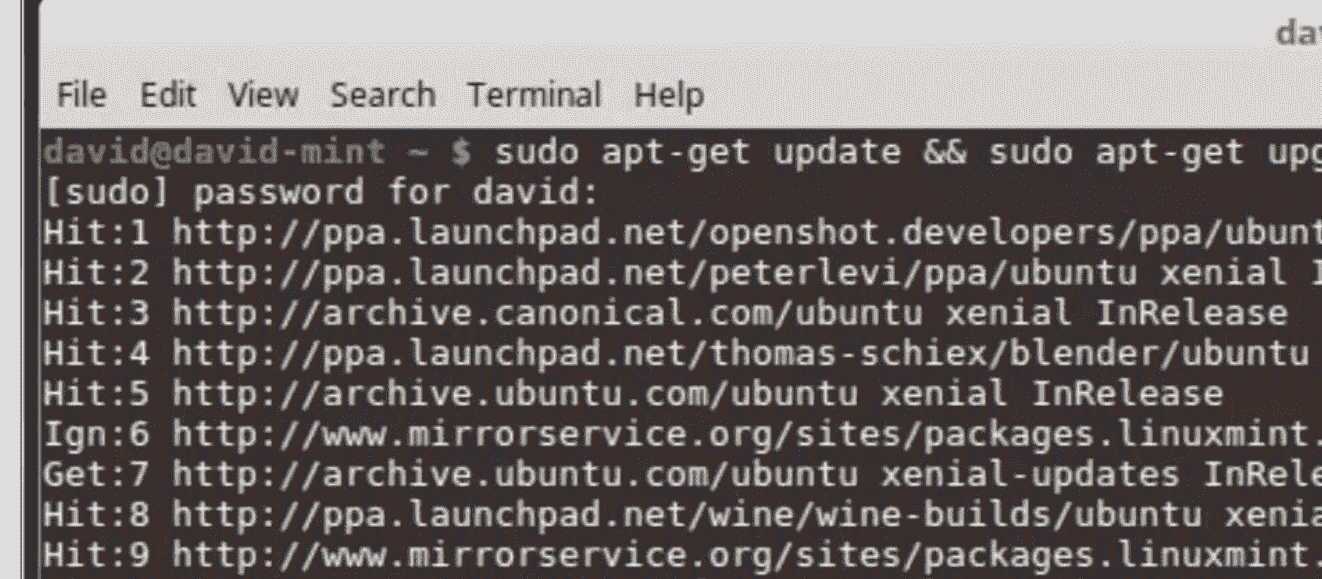 File Edit View Search Terminal Help
david@david-mint ~ $ sudo apt-get update && sudo apt-get
[sudo] password for david:
Hit:1 http://ppa.launchpad.net/openshot.developers/ppa/ubunt
Hit:2 http://ppa.launchpad.net/peterlevi/ppa/ubuntu xenial
Hit:3 http://archive.canonical.com/ubuntu xenial InRelease
Hit:4 http://ppa.launchpad.net/thomas-schiex/blender/ubuntu
Hit:5 http://archive.ubuntu.com/ubuntu xenial InRelease
Ign:6 http://www.mirrorservice.org/sites/packages.linuxmint.
Get:7 http://archive.ubuntu.com/ubuntu xenial-updates InRele
Hit:8 http://ppa.launchpad.net/wine/wine-builds/ubuntu xenia
Hit:9 http://www.mirrorservice.org/sites/packages.linuxmint.